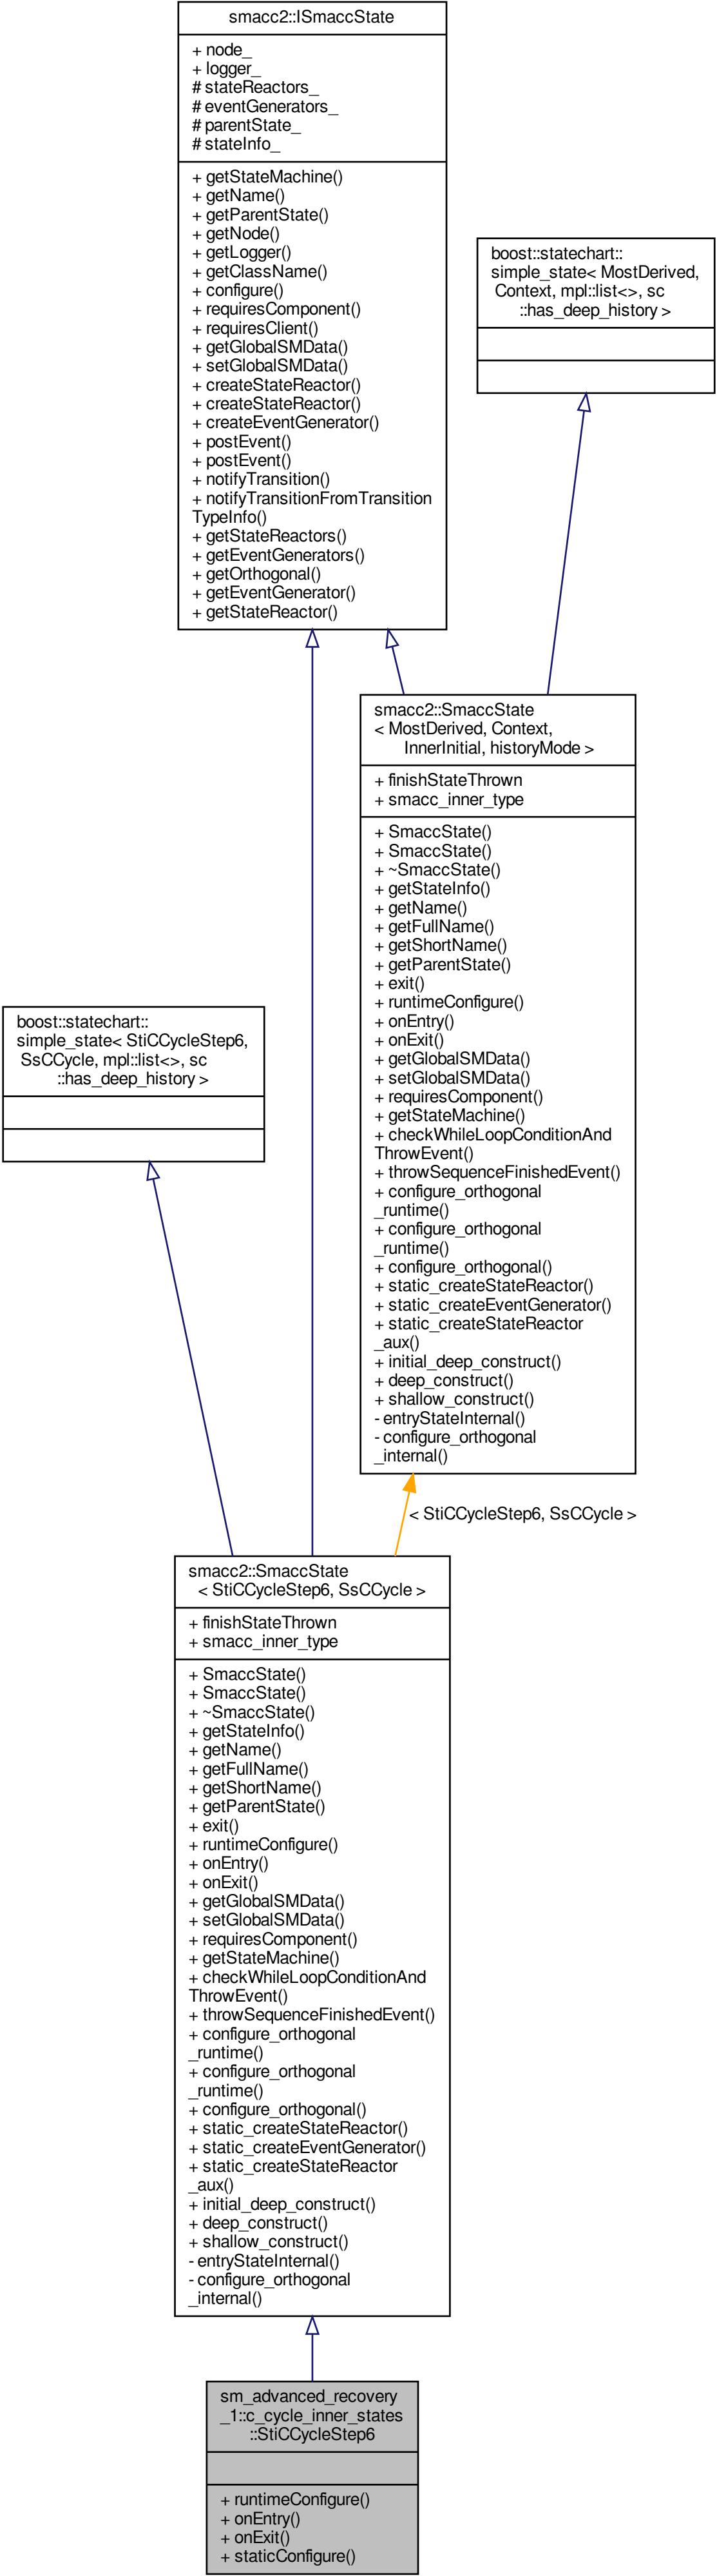 smacc2::ISmaccState
+ node_
+ logger_
# stateReactors_
# eventGenerators_
# parentState_
# stateInfo_
+ getStateMachine()
+ getName()
+ getParentState()
+ getNode()
+ getLogger()
+ getClassName()
+ configure()
+ requiresComponent()
+ requiresClient()
+ getGlobalSMData()
+ setGlobalSMData()
+ createStateReactor()
+ createStateReactor()
+ createEventGenerator()
+ postEvent()
+ postEvent()
+ notifyTransition()
+ notifyTransitionFromTransition
TypeInfo()
+ getStateReactors()
+ getEventGenerators()
+ getOrthogonal()
+ getEventGenerator()
+ getStateReactor()
boost::statechart::
simple_state< MostDerived,
Context, mpl::list<>, sc
::has_deep_history >
smacc2::SmaccState
< MostDerived, Context,
InnerInitial, historyMode >
+ finishStateThrown
+ smacc_inner_type
+ SmaccState()
+ SmaccState()
+ ~SmaccState()
+ getStateInfo()
+ getName()
+ getFullName()
+ getShortName()
+ getParentState()
+ exit()
+ runtimeConfigure()
+ onEntry()
+ onExit()
+ getGlobalSMData()
+ setGlobalSMData()
+ requiresComponent()
+ getStateMachine()
+ checkWhileLoopConditionAnd
ThrowEvent()
+ throwSequenceFinishedEvent()
+ configure_orthogonal
_runtime()
+ configure_orthogonal
_runtime()
+ configure_orthogonal()
+ static_createStateReactor()
+ static_createEventGenerator()
+ static_createStateReactor
_aux()
+ initial_deep_construct()
+ deep_construct()
+ shallow_construct()
- entryStateInternal()
- configure_orthogonal
_internal()
boost::statechart::
simple_state< StiCCycleStep6,
SsCCycle, mpl::list<>, sc
::has_deep_history >
< StiCCycleStep6, SsCCycle >
smacc2::SmaccState
< StiCCycleStep6, SsCCycle >
+ finishStateThrown
+ smacc_inner_type
+ SmaccState()
+ SmaccState()
+ ~SmaccState()
+ getStateInfo()
+ getName()
+ getFullName()
+ getShortName()
+ getParentState()
+ exit()
+ runtimeConfigure()
+ onEntry()
+ onExit()
+ getGlobalSMData()
+ setGlobalSMData()
+ requiresComponent()
+ getStateMachine()
+ checkWhileLoopConditionAnd
ThrowEvent()
+ throwSequenceFinishedEvent()
+ configure_orthogonal
_runtime()
+ configure_orthogonal
_runtime()
+ configure_orthogonal()
+ static_createStateReactor()
+ static_createEventGenerator()
+ static_createStateReactor
_aux()
+ initial_deep_construct()
+ deep_construct()
+ shallow_construct()
- entryStateInternal()
- configure_orthogonal
_internal()
sm_advanced_recovery
_1::c_cycle_inner_states
::StiCCycleStep6
+ runtimeConfigure()
+ onEntry()
+ onExit()
+ staticConfigure()